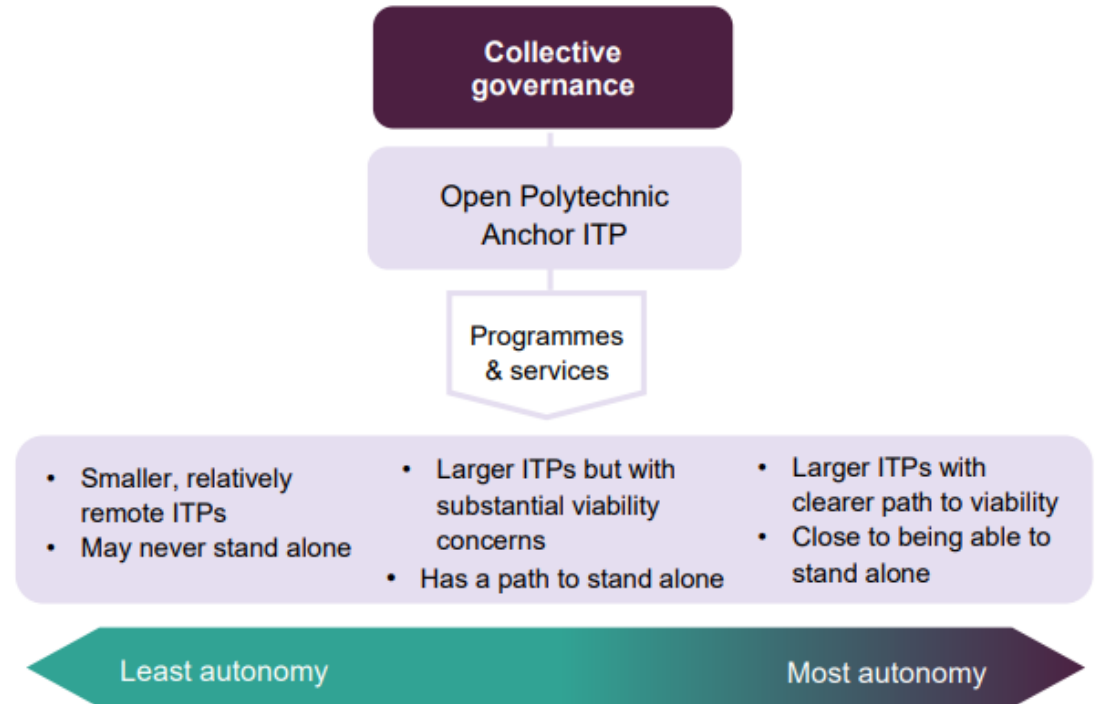 Collective
governance
Open Polytechnic
Anchor ITP
Programmes
& services
• Smaller, relatively
remote ITPs
• May never stand alone
• Larger ITPs but with
substantial viability
concerns
• Has a path to stand alone
• Larger ITPs with
clearer path to viability
• Close to being able to
stand alone
Least autonomy
Most autonomy